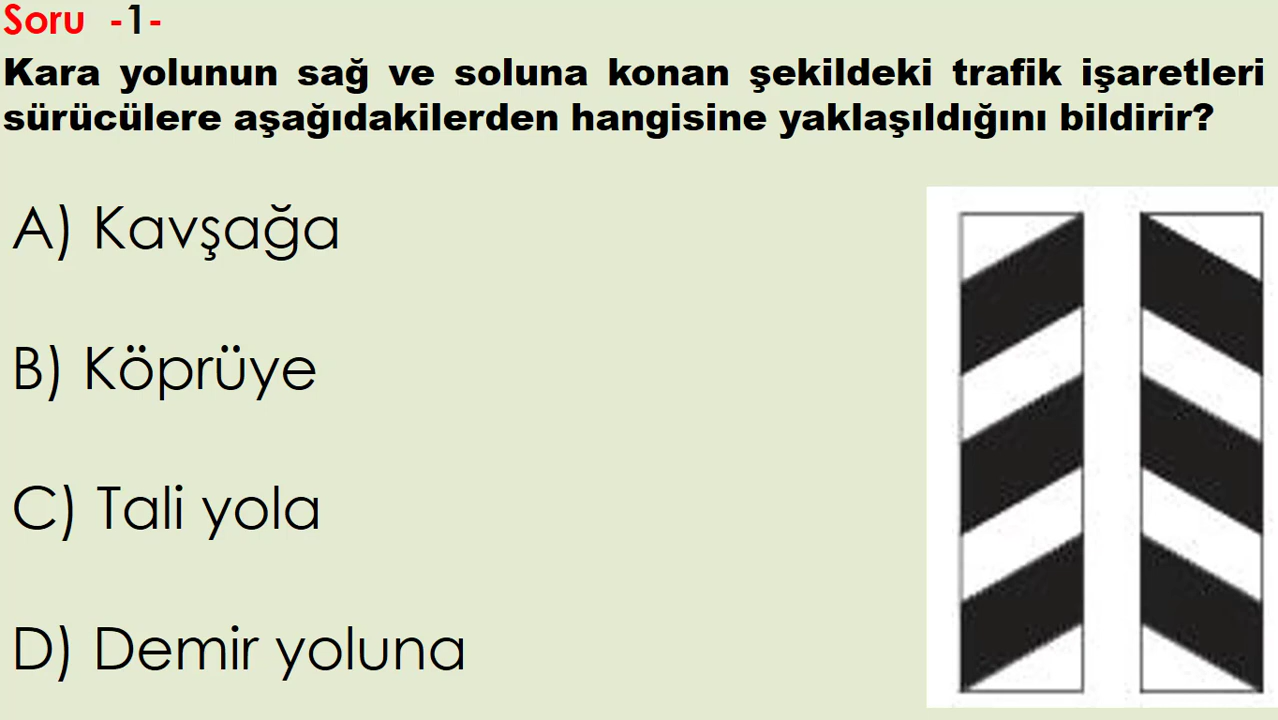 Soru -1-
Kara yolunun sağ ve soluna konan şekildeki trafik işaretleri
sürücülere aşağıdakilerden hangisine yaklaşıldığını bildirir?
A) Kavşağa
B) Köprüye
C) Tali yola
D) Demir yoluna